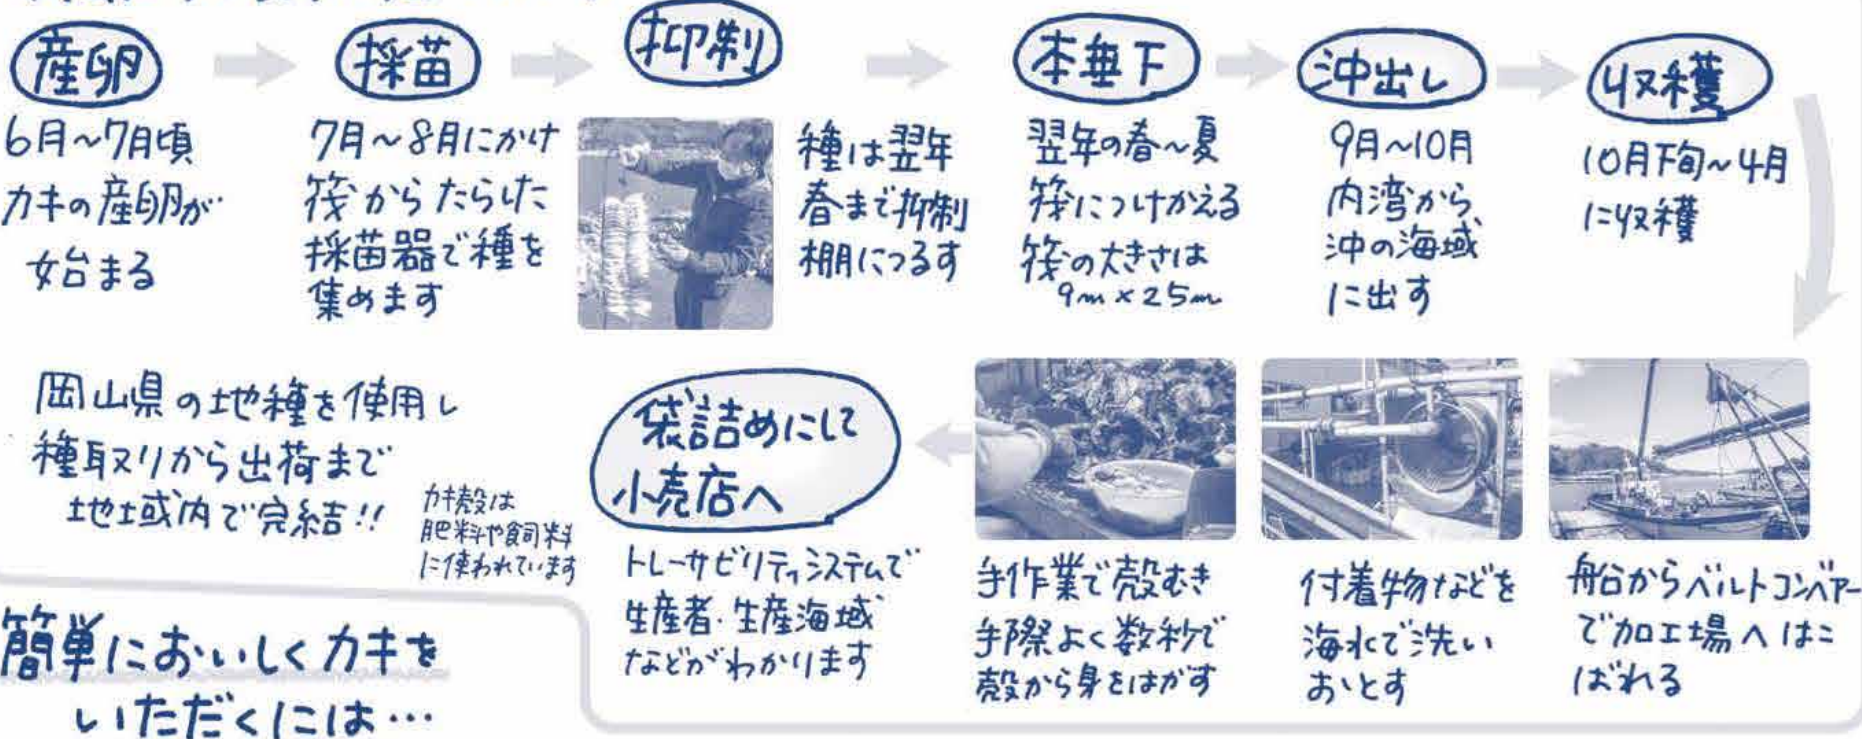 産卵
6月～7月頃
カキの産卵が
始まる
採苗
7月～8月にかけ
筏からたらした
採苗器で種を
集めます
抑制
種は翌年
春まで抑制
棚につるす
本垂下
翌年の春～夏
筏につけかえる
筏の大きさは
9m×25m
沖出し
9月～10月
内湾から、
沖の海域
に出す
収穫
10月下旬～4月
に収穫
船からベルトコンベアー
で加工場へはこ
ばれる
付着物などを
海水で洗い
おとす
手作業で殻むき
手際よく数秒で
殻から身をはがす
袋詰めにして
小売店へ
トレーサビリティシステムで
生産者・生産海域
などがわかります
岡山県の地種を使用し
種取りから出荷まで
地域内で完結!!
カキ殻は
肥料や飼料
に使われています
簡単においしくカキを
いただくには…